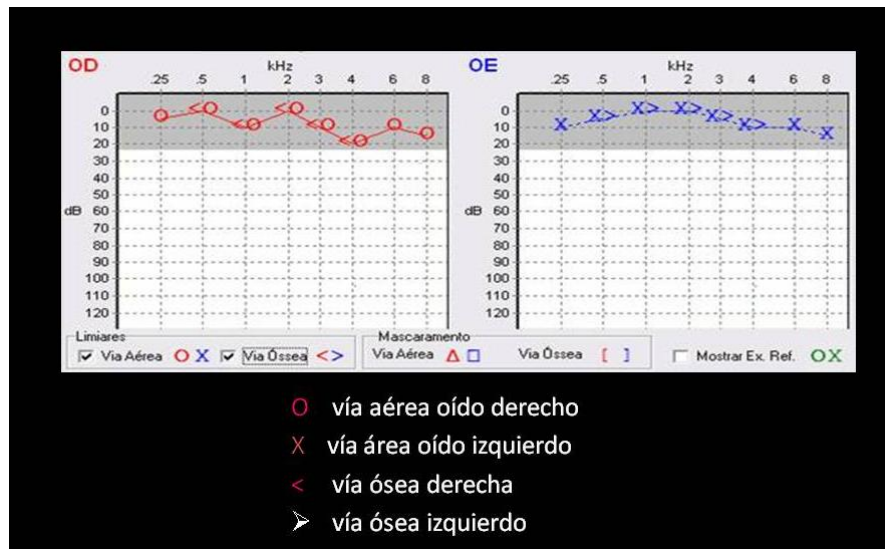 OD kHz OE kHz
.25 .5 1 2 3 4 6 8 .25 .5 1 2 3 4 6 8
0 0
10 10
20 20
30 30
40 40
50 50
dB 60 dB 60
70 70
80 80
90 90
100 100
110 110
120 120
Limiares Mascaramento
Via Aérea O X Via Óssea < > Via Aérea Δ □ Via Óssea [ ] Mostrar Ex. Ref. O X
O vía aérea oído derecho
X vía área oído izquierdo
< vía ósea derecha
➢ vía ósea izquierdo